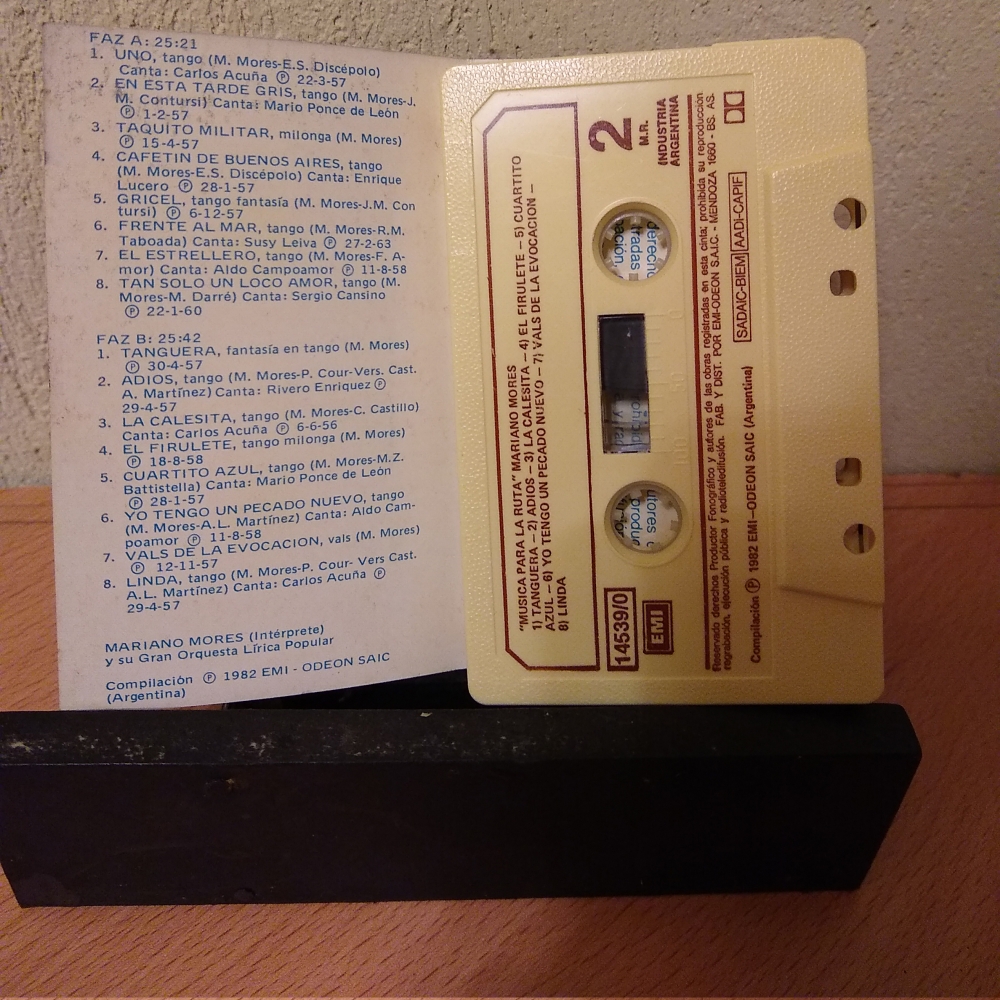 FAZ A: 25:21
1. UNO, tango (M. Mores-E.S. Discépolo)
Canta: Carlos Acuña Ⓟ 22-3-57
2. EN ESTA TARDE GRIS, tango (M. Mores-J.
M. Contursi) Canta: Mario Ponce de León
Ⓟ 1-2-57
3. TAQUITO MILITAR, milonga (M. Mores)
Ⓟ 15-4-57
4. CAFETIN DE BUENOS AIRES, tango
(M. Mores-E.S. Discépolo) Canta: Enrique
Lucero Ⓟ 28-1-57
5. GRICEL, tango fantasía (M. Mores-J.M. Con
tursi) Ⓟ 6-12-57
6. FRENTE AL MAR, tango (M. Mores-R.M.
Taboada) Canta: Susy Leiva Ⓟ 27-2-63
7. EL ESTRELLERO, tango (M. Mores-F. A-
mor) Canta: Aldo Campoamor Ⓟ 11-8-58
8. TAN SOLO UN LOCO AMOR, tango (M.
Mores-M. Darré) Canta: Sergio Cansino
Ⓟ 22-1-60
FAZ B: 25:42
1. TANGUERA, fantasía en tango (M. Mores)
Ⓟ 30-4-57
2. ADIOS, tango (M. Mores-P. Cour-Vers. Cast.
A. Martínez) Canta: Rivero Enriquez Ⓟ
29-4-57
3. LA CALESITA, tango (M. Mores-C. Castillo)
Canta: Carlos Acuña Ⓟ 6-6-56
4. EL FIRULETE, tango milonga (M. Mores)
Ⓟ 18-8-58
5. CUARTITO AZUL, tango (M. Mores-M.Z.
Battistella) Canta: Mario Ponce de León
Ⓟ 28-1-57
6. YO TENGO UN PECADO NUEVO, tango
(M. Mores-A.L. Martínez) Canta: Aldo Cam-
poamor Ⓟ 11-8-58
7. VALS DE LA EVOCACION, vals (M. Mores)
Ⓟ 12-11-57
8. LINDA, tango (M. Mores-P. Cour- Vers Cast.
A.L. Martínez) Canta: Carlos Acuña Ⓟ
29-4-57
MARIANO MORES (Intérprete)
y su Gran Orquesta Lírica Popular
Compilación Ⓟ 1982 EMI - ODEON SAIC
(Argentina)
"MUSICA PARA LA RUTA" MARIANO MORES
1) TANGUERA – 2) ADIOS – 3) LA CALESITA – 4) EL FIRULETE – 5) CUARTITO
AZUL – 6) YO TENGO UN PECADO NUEVO – 7) VALS DE LA EVOCACION –
8) LINDA
2
M.R.
INDUSTRIA
ARGENTINA
14539/0
EMI
Reservado derechos Productor Fonográfico y autores de las obras registradas en esta cinta; prohibida su reproducción
regrabación, ejecución pública y radioteledifusión. FAB. Y DIST. POR EMI-ODEON S.A.I.C. - MENDOZA 1660 - BS. AS.
SADAIC-BIEM AADI-CAPIF
Compilación Ⓟ 1982 EMI–ODEON SAIC (Argentina)